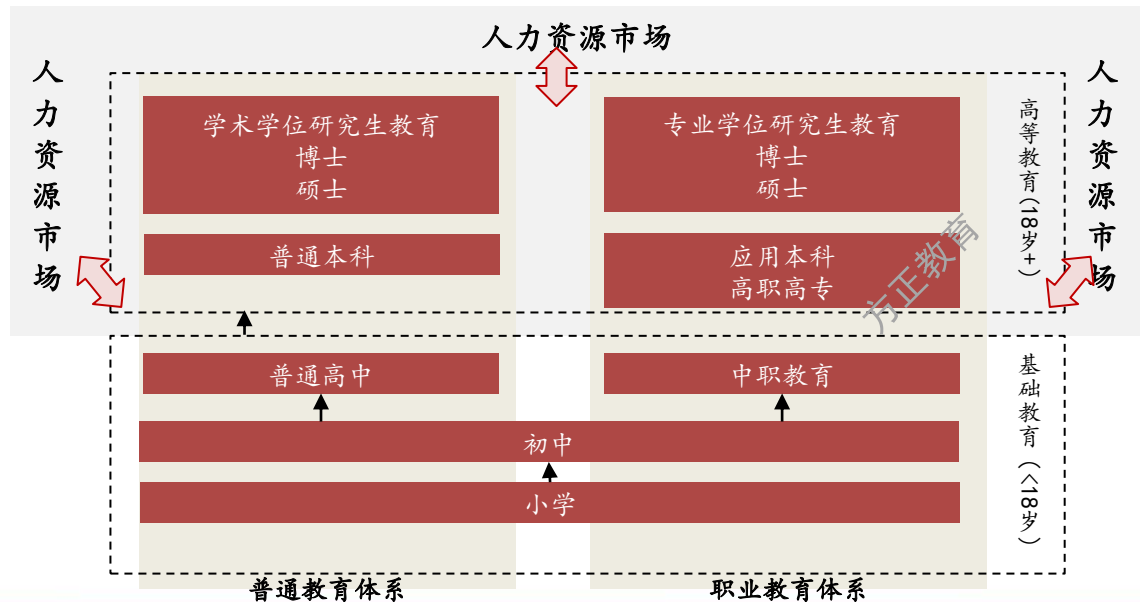 人力资源市场
人力资源市场
人力资源市场
学术学位研究生教育
博士
硕士
专业学位研究生教育
博士
硕士
高等教育(18岁+)
普通本科
应用本科
高职高专
方正教育
普通高中
中职教育
基础教育(<18岁)
初中
小学
普通教育体系
职业教育体系